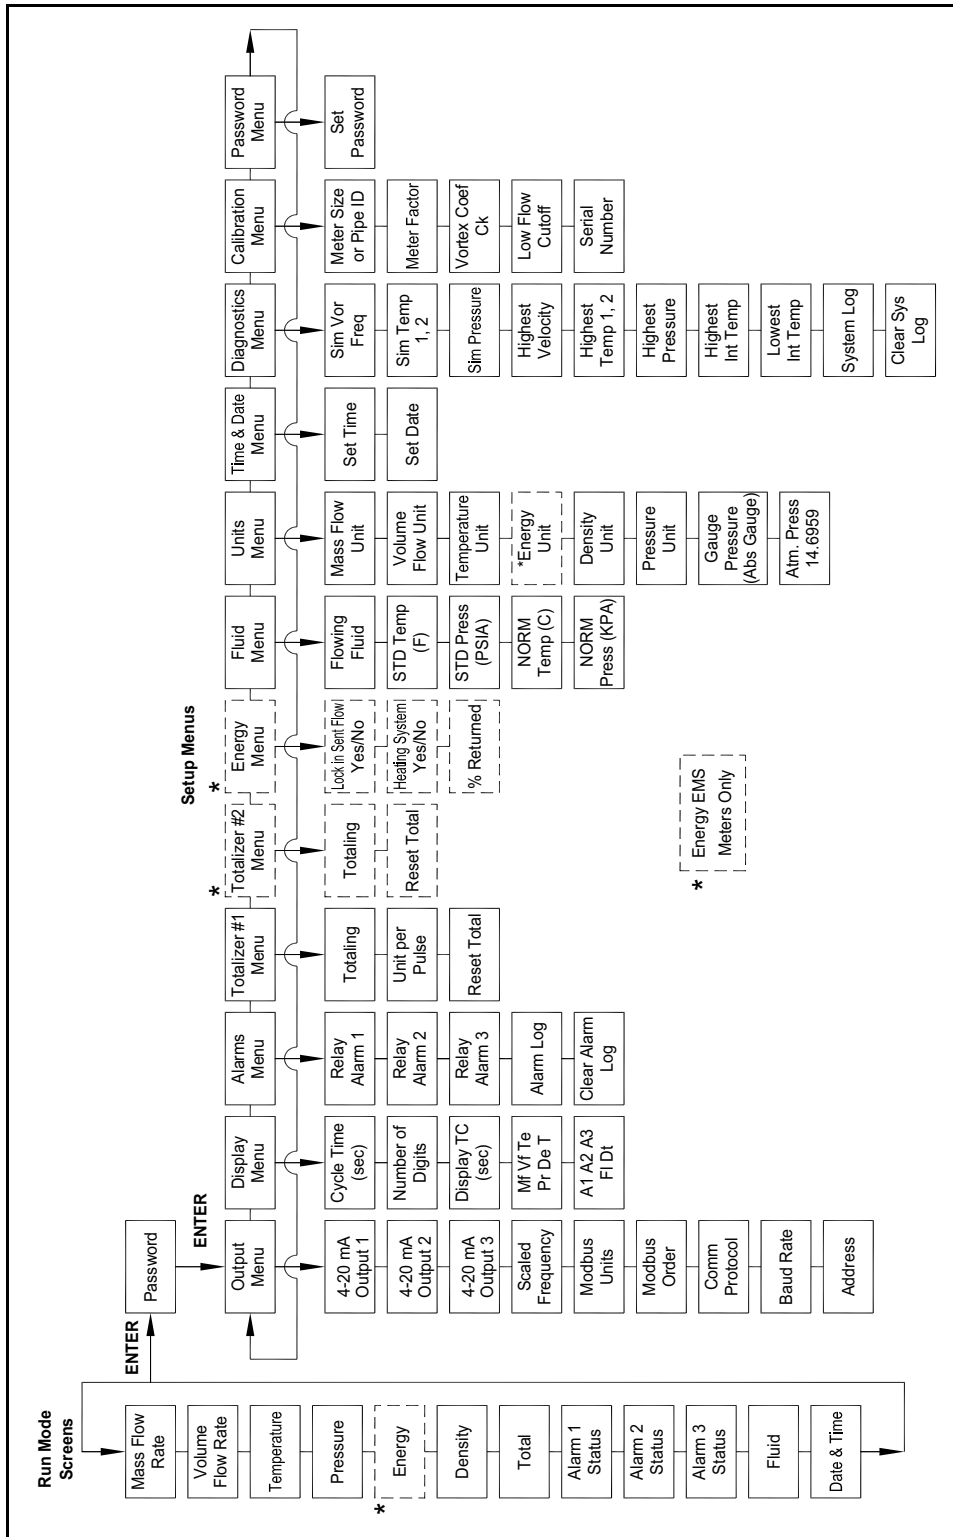 Run Mode
Screens
Mass Flow
Rate
Volume
Flow Rate
Temperature
Pressure
*
Energy
Density
Total
Alarm 1
Status
Alarm 2
Status
Alarm 3
Status
Fluid
Date & Time
ENTER
Password
ENTER
Setup Menus
Output
Menu
4-20 mA
Output 1
4-20 mA
Output 2
4-20 mA
Output 3
Scaled
Frequency
Modbus
Units
Modbus
Order
Comm
Protocol
Baud Rate
Address
Display
Menu
Cycle Time
(sec)
Number of
Digits
Display TC
(sec)
Mf Vf Te
Pr De T
A1 A2 A3
Fl Dt
Alarms
Menu
Relay
Alarm 1
Relay
Alarm 2
Relay
Alarm 3
Alarm Log
Clear Alarm
Log
Totalizer #1
Menu
Totaling
Unit per
Pulse
Reset Total
*
Totalizer #2
Menu
Totaling
Reset Total
*
Energy
Menu
Lock in Sent Flow
Yes/No
Heating System
Yes/No
% Returned
Fluid
Menu
Flowing
Fluid
STD Temp
(F)
STD Press
(PSIA)
NORM
Temp (C)
NORM
Press (KPA)
Units
Menu
Mass Flow
Unit
Volume
Flow Unit
Temperature
Unit
*Energy
Unit
Density
Unit
Pressure
Unit
Gauge
Pressure
(Abs Gauge)
Atm. Press
14.6959
Time & Date
Menu
Set Time
Set Date
Diagnostics
Menu
Sim Vor
Freq
Sim Temp
1, 2
Sim Pressure
Highest
Velocity
Highest
Temp 1, 2
Highest
Pressure
Highest
Int Temp
Lowest
Int Temp
System Log
Clear Sys
Log
Calibration
Menu
Meter Size
or Pipe ID
Meter Factor
Vortex Coef
Ck
Low Flow
Cutoff
Serial
Number
Password
Menu
Set
Password
*
Energy EMS
Meters Only